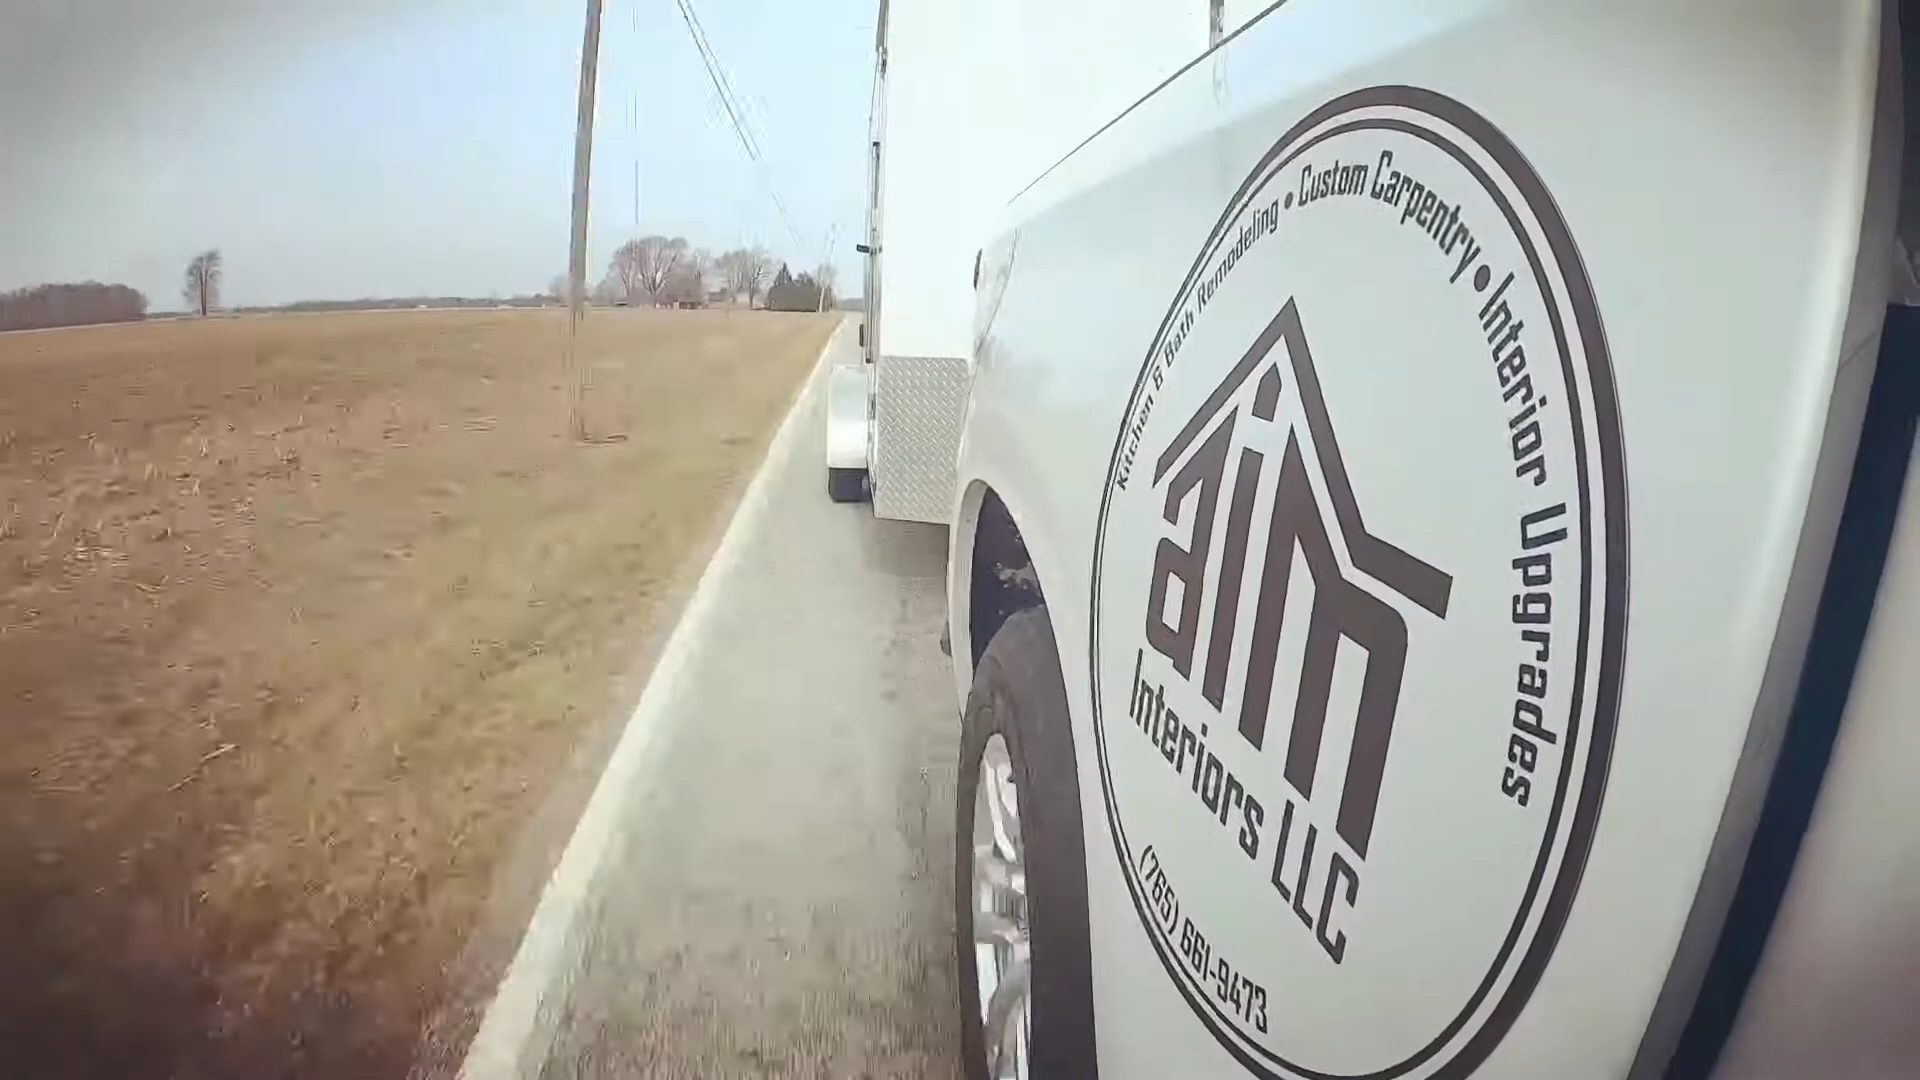 Kitchen & Bath Remodeling • Custom Carpentry • Interior Upgrades
aim
Interiors LLC
(765) 661-9473